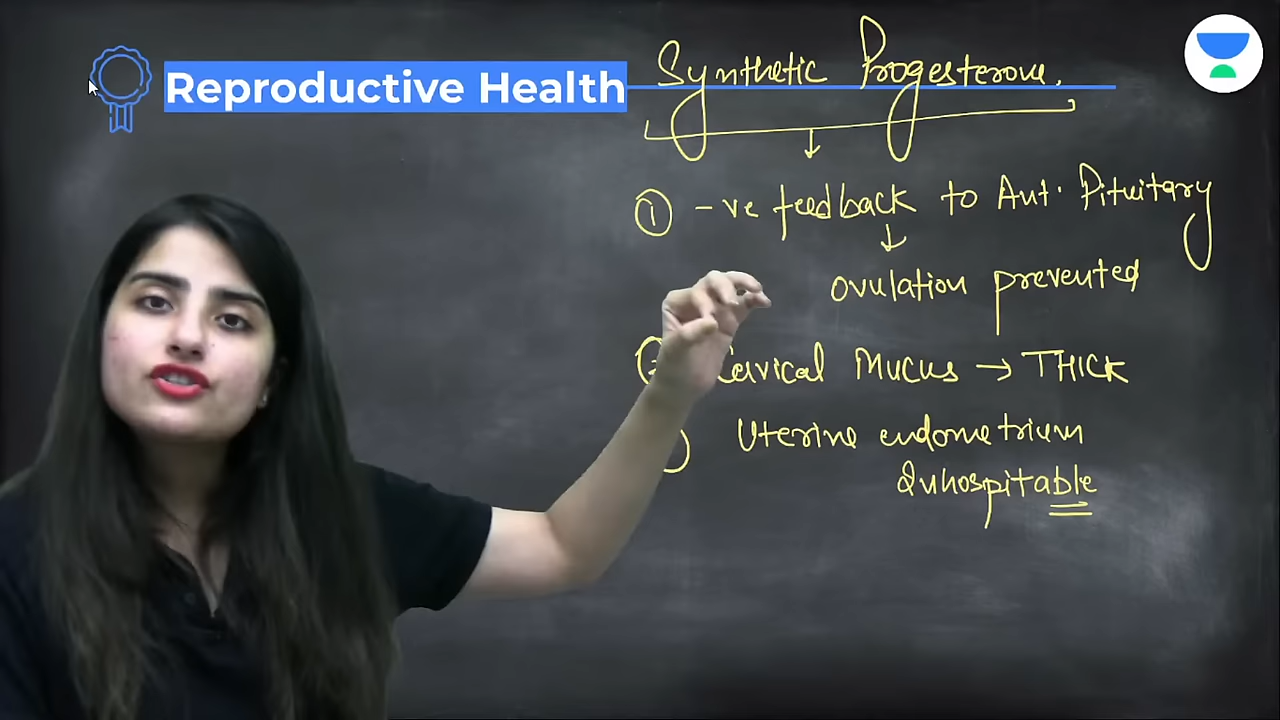 Reproductive Health
Synthetic Progesterone.
① -ve feedback to Ant. Pituitary
↓
ovulation prevented
Cervical Mucus → THICK
Uterine endometrium
Inhospitable